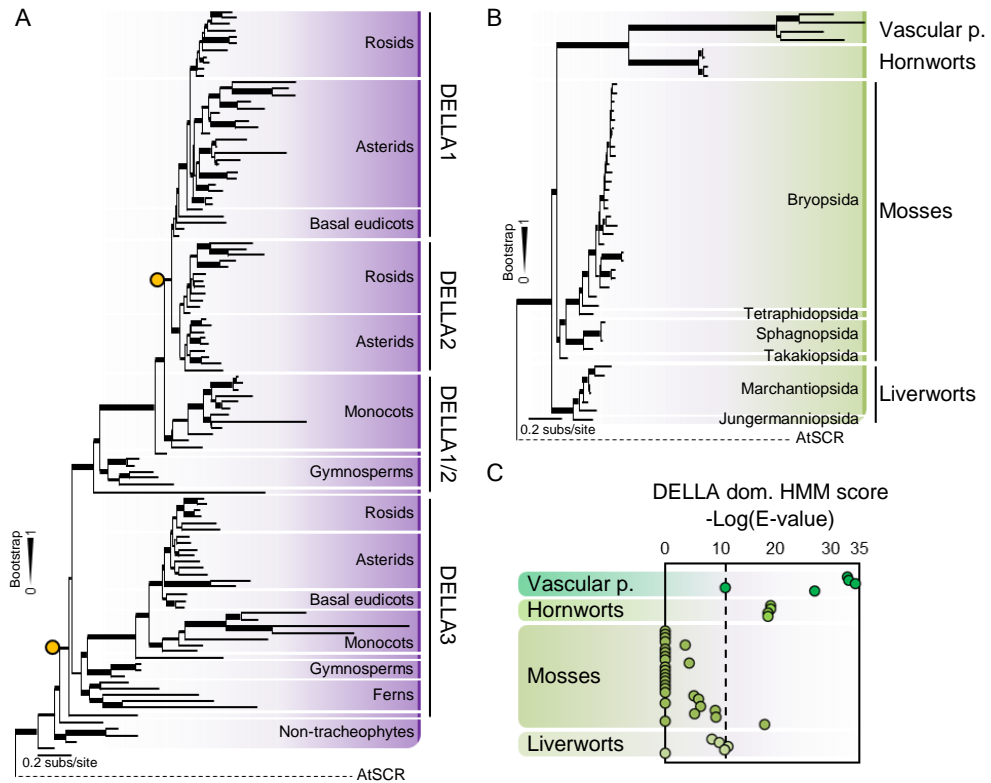 A
Rosids
Asterids
Basal eudicots
DELLA1
Rosids
Asterids
DELLA2
Monocots
Gymnosperms
DELLA1/2
Rosids
Asterids
Basal eudicots
Monocots
Gymnosperms
Ferns
DELLA3
Non-tracheophytes
Bootstrap
0 1
0.2 subs/site
AtSCR
B
Vascular p.
Hornworts
Bryopsida
Tetraphidopsida
Sphagnopsida
Takakiopsida
Mosses
Marchantiopsida
Jungermanniopsida
Liverworts
Bootstrap
0 1
0.2 subs/site
AtSCR
C
DELLA dom. HMM score
-Log(E-value)
0 10 20 30 35
Vascular p.
Hornworts
Mosses
Liverworts